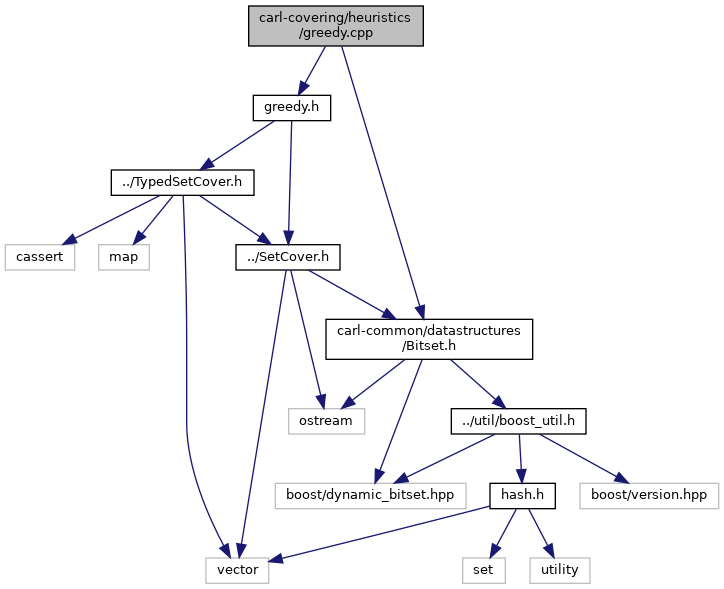 carl-covering/heuristics
/greedy.cpp
greedy.h
../TypedSetCover.h
cassert
map
../SetCover.h
carl-common/datastructures
/Bitset.h
ostream
../util/boost_util.h
boost/dynamic_bitset.hpp
hash.h
boost/version.hpp
vector
set
utility